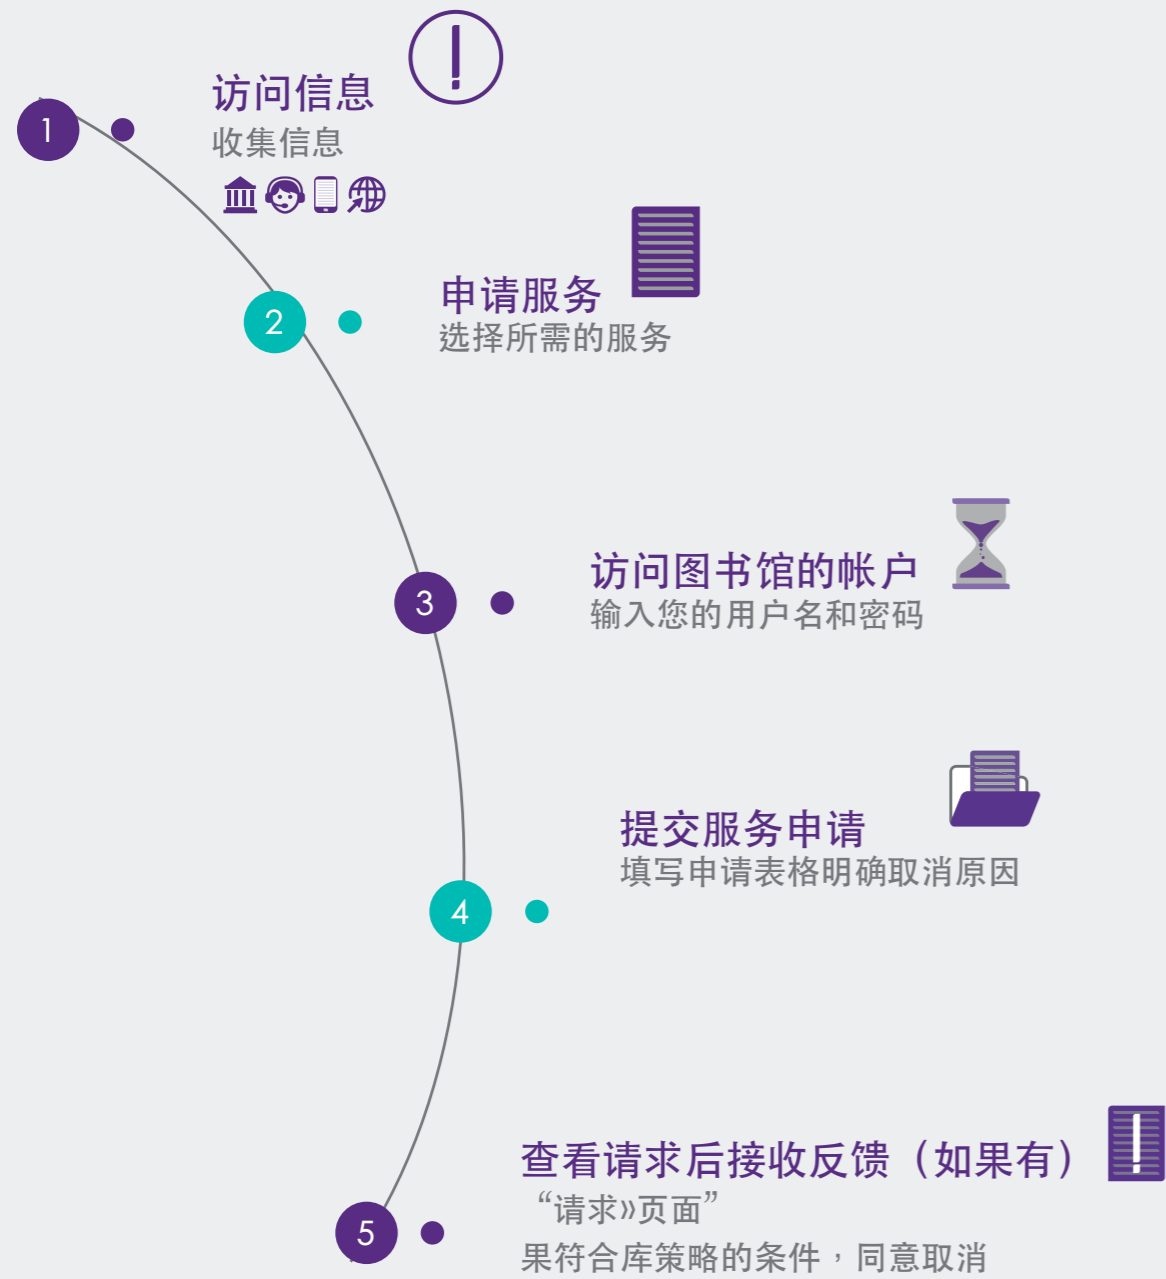 1
访问信息
收集信息
2
申请服务
选择所需的服务
3
访问图书馆的帐户
输入您的用户名和密码
4
提交服务申请
填写申请表格明确取消原因
5
查看请求后接收反馈（如果有）
“请求»页面”
果符合库策略的条件，同意取消